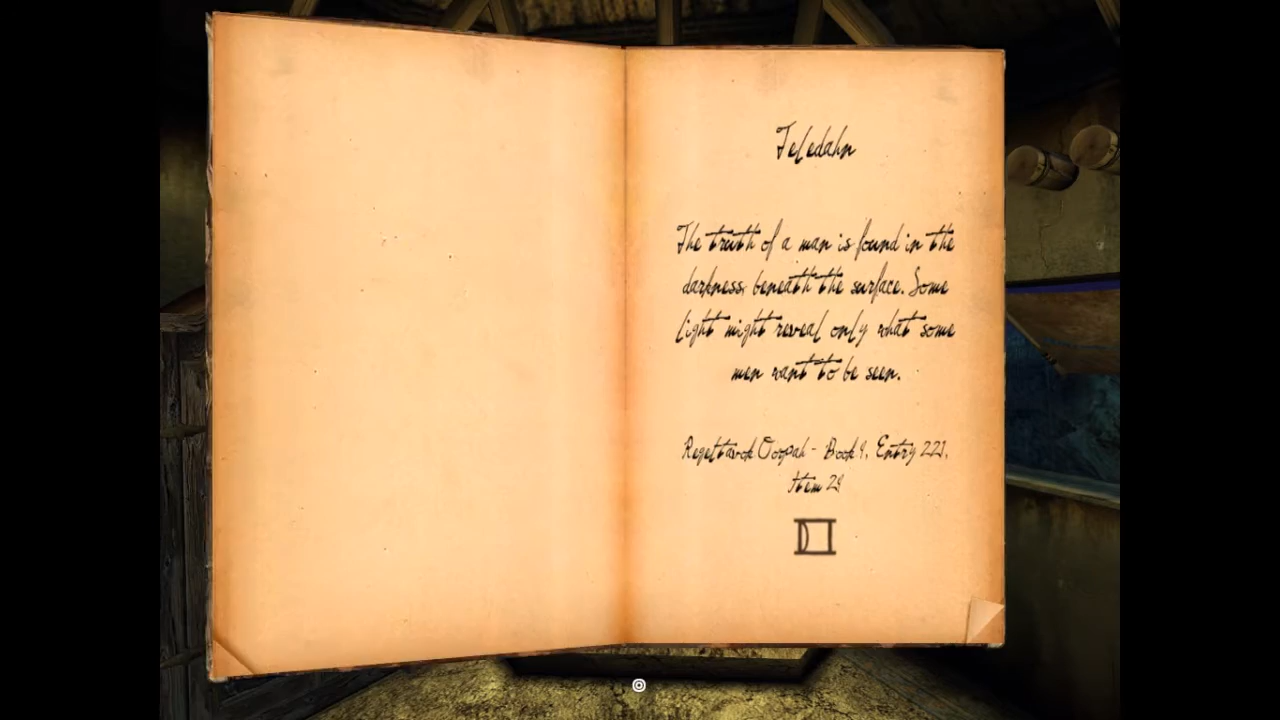 Teledahn
The truth of a man is found in the
darkness beneath the surface. Some
light might reveal only what some
men want to be seen.
Regeltavok Oorpah - Book 9, Entry 221,
Item 29